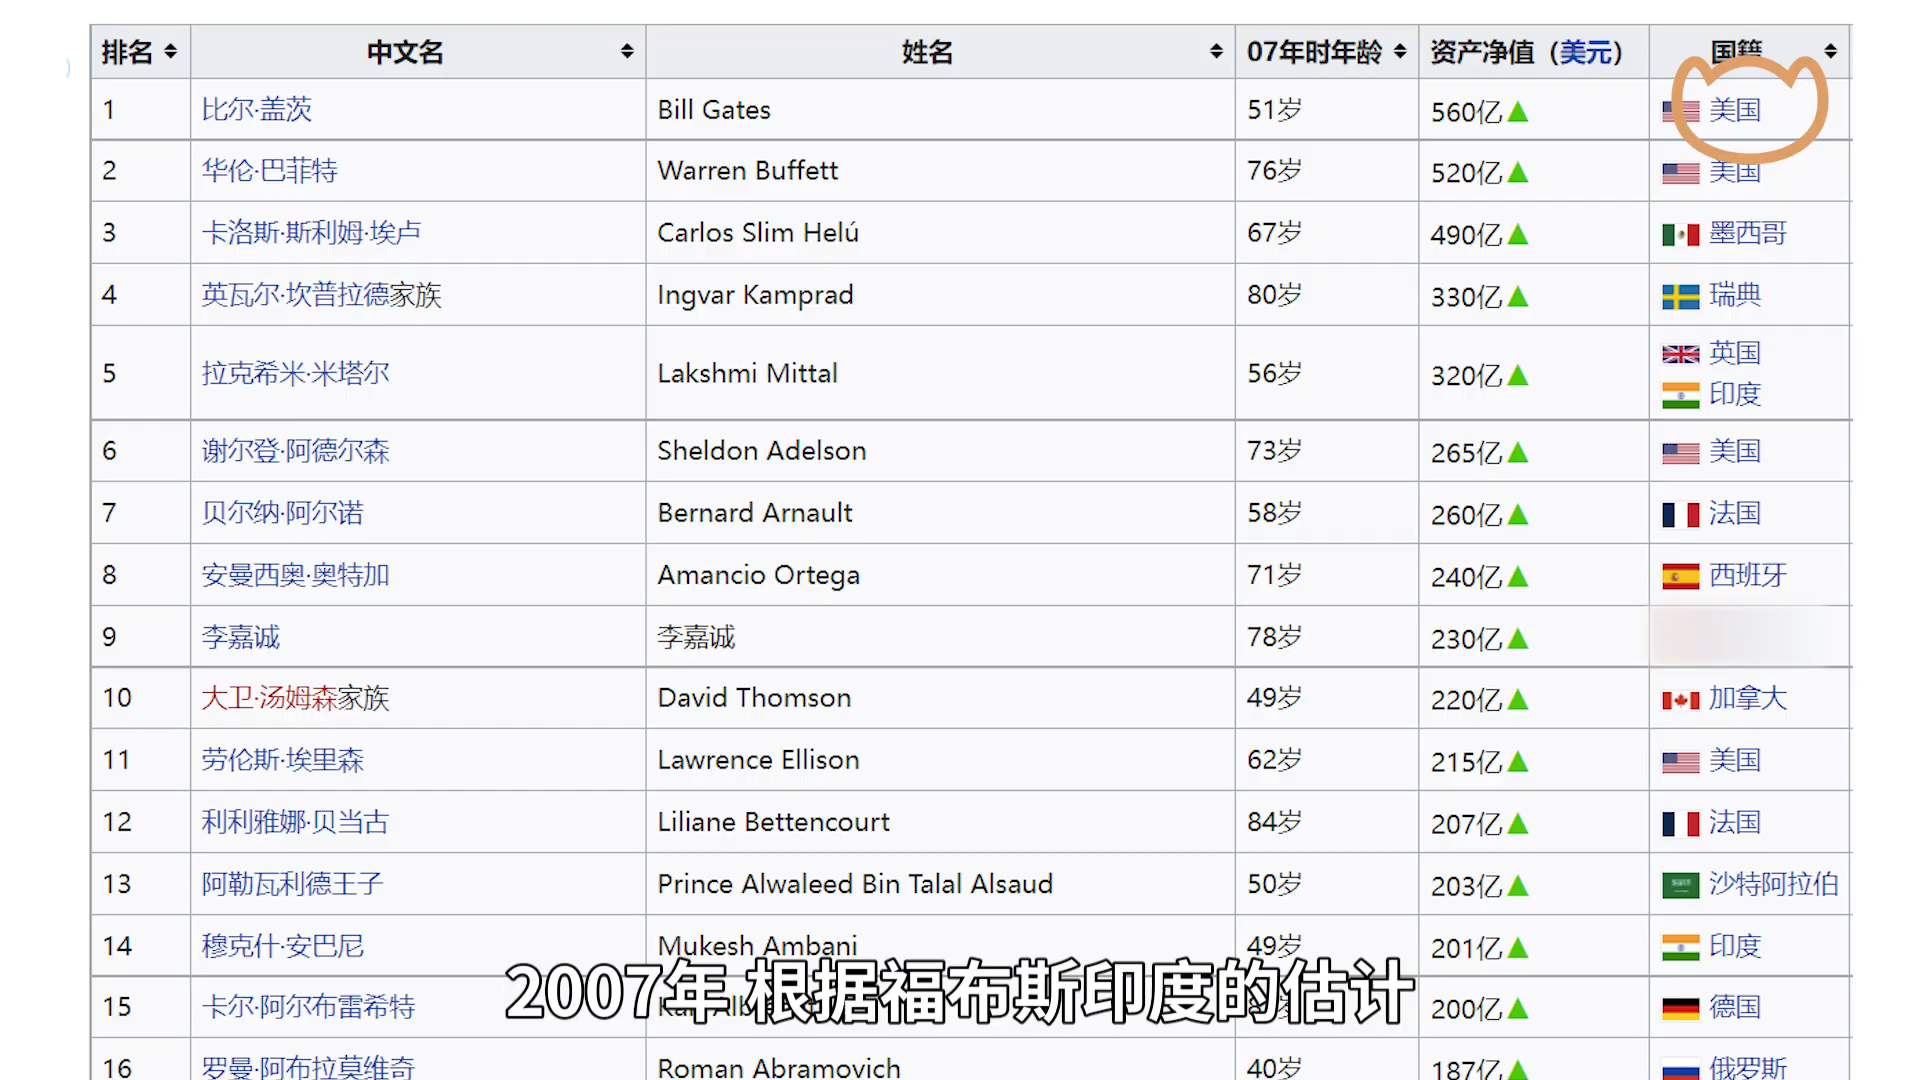 排名 中文名 姓名 07年时年龄 资产净值（美元） 国籍
1 比尔·盖茨 Bill Gates 51岁 560亿 美国
2 华伦·巴菲特 Warren Buffett 76岁 520亿 美国
3 卡洛斯·斯利姆·埃卢 Carlos Slim Helú 67岁 490亿 墨西哥
4 英瓦尔·坎普拉德家族 Ingvar Kamprad 80岁 330亿 瑞典
5 拉克希米·米塔尔 Lakshmi Mittal 56岁 320亿 英国
印度
6 谢尔登·阿德尔森 Sheldon Adelson 73岁 265亿 美国
7 贝尔纳·阿尔诺 Bernard Arnault 58岁 260亿 法国
8 安曼西奥·奥特加 Amancio Ortega 71岁 240亿 西班牙
9 李嘉诚 李嘉诚 78岁 230亿
10 大卫·汤姆森家族 David Thomson 49岁 220亿 加拿大
11 劳伦斯·埃里森 Lawrence Ellison 62岁 215亿 美国
12 利利雅娜·贝当古 Liliane Bettencourt 84岁 207亿 法国
13 阿勒瓦利德王子 Prince Alwaleed Bin Talal Alsaud 50岁 203亿 沙特阿拉伯
14 穆克什·安巴尼 Mukesh Ambani 49岁 201亿 印度
15 卡尔·阿尔布雷希特 200亿 德国
2007年 根据福布斯印度的估计
16 罗曼·阿布拉莫维奇 Roman Abramovich 40岁 187亿 俄罗斯